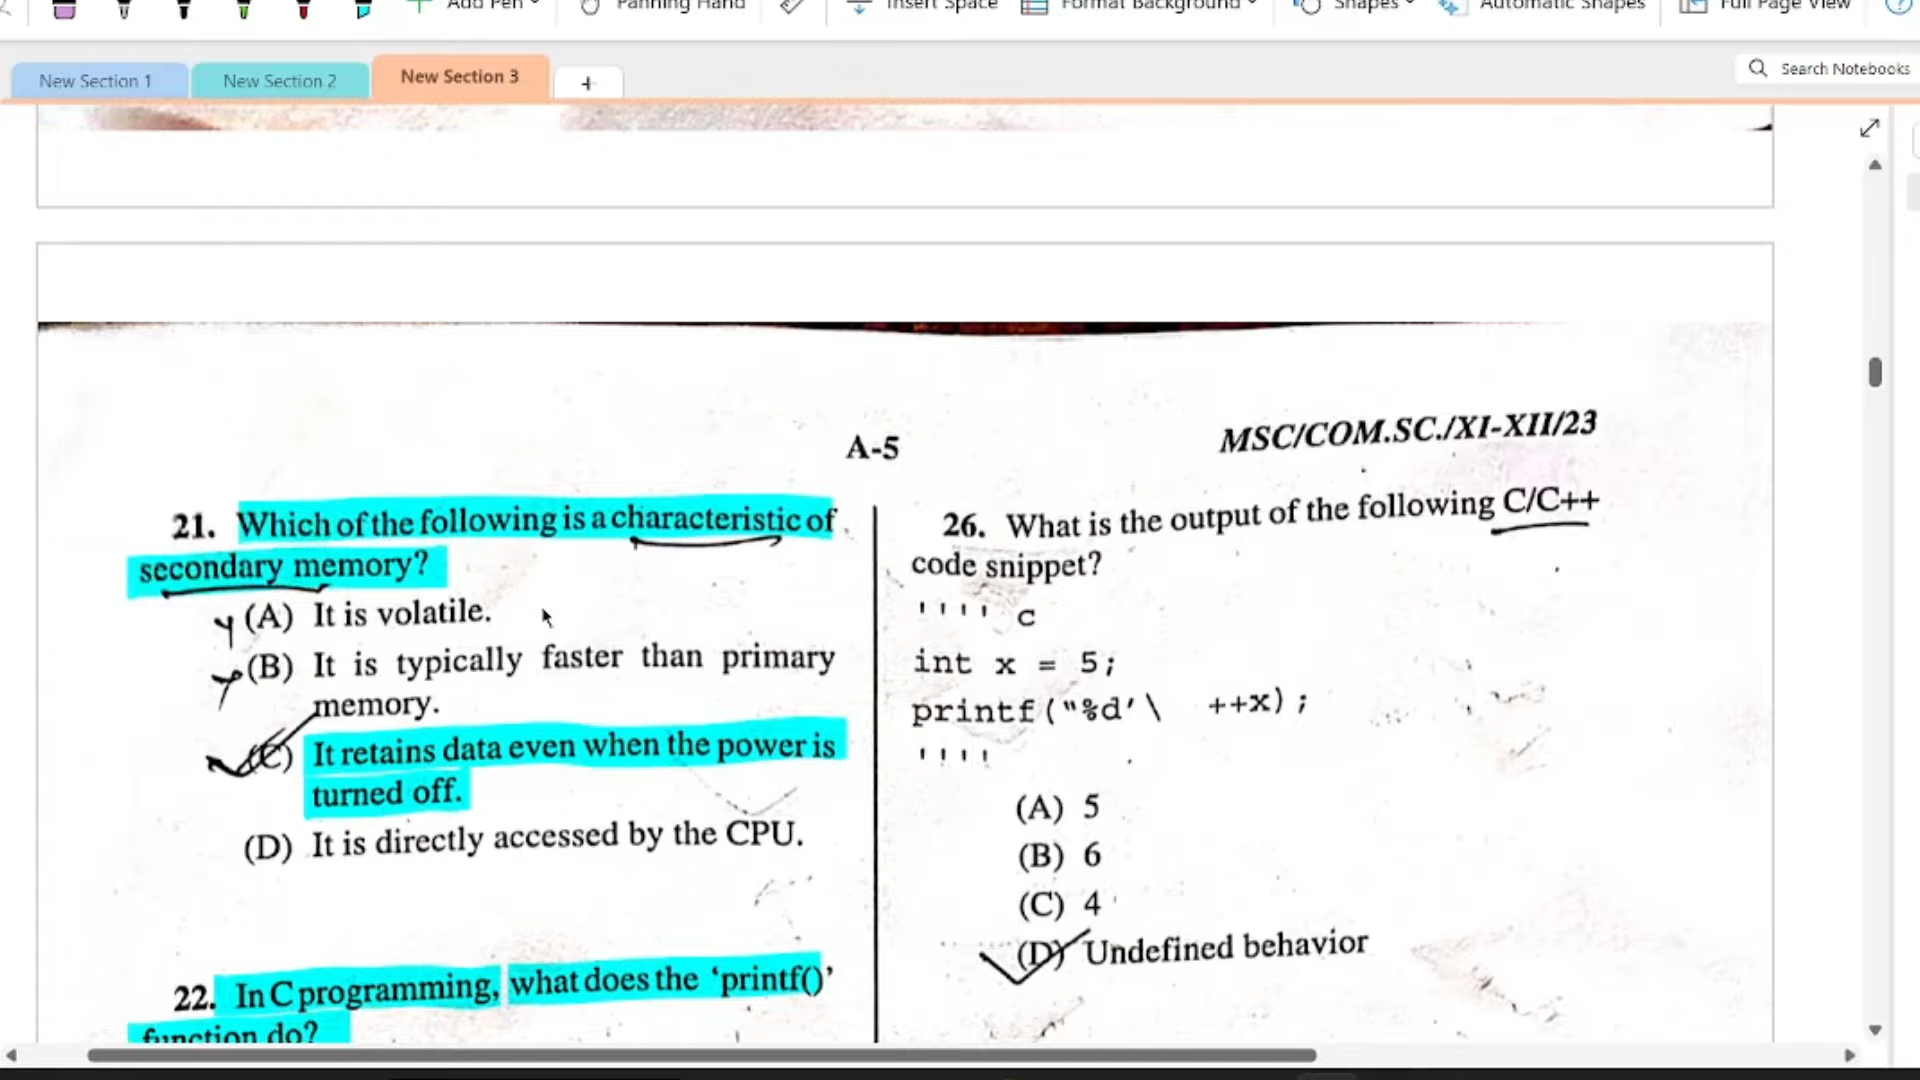 Add Pen
Panning Hand
Insert Space
Format Background
Shapes
Automatic Shapes
Full Page View
New Section 1
New Section 2
New Section 3
+
Search Notebooks
A-5
MSC/COM.SC./XI-XII/23
21. Which of the following is a characteristic of
secondary memory?
(A) It is volatile.
(B) It is typically faster than primary
memory.
(C) It retains data even when the power is
turned off.
(D) It is directly accessed by the CPU.
22. In C programming, what does the ‘printf()’
function do?
26. What is the output of the following C/C++
code snippet?
'''' c
int x = 5;
printf("%d'\ ++x);
''''
(A) 5
(B) 6
(C) 4
(D) Undefined behavior